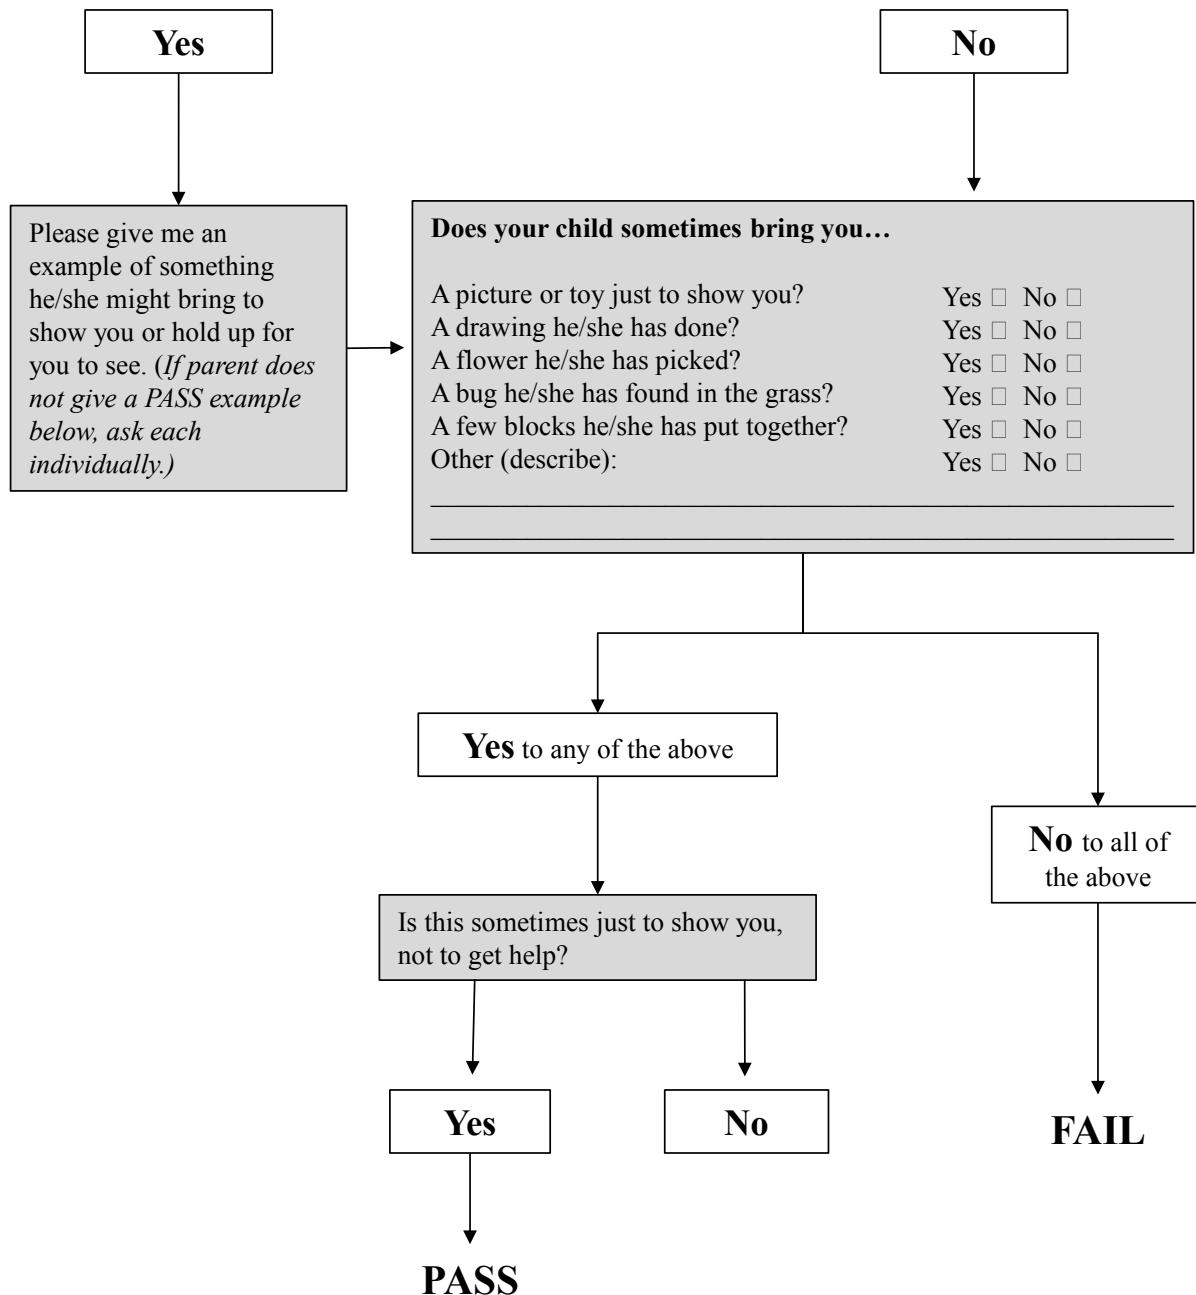 Yes
No
Please give me an
example of something
he/she might bring to
show you or hold up for
you to see. (If parent does
not give a PASS example
below, ask each
individually.)
Does your child sometimes bring you…
A picture or toy just to show you? Yes □ No □
A drawing he/she has done? Yes □ No □
A flower he/she has picked? Yes □ No □
A bug he/she has found in the grass? Yes □ No □
A few blocks he/she has put together? Yes □ No □
Other (describe): Yes □ No □
Yes to any of the above
No to all of
the above
Is this sometimes just to show you,
not to get help?
Yes
No
FAIL
PASS